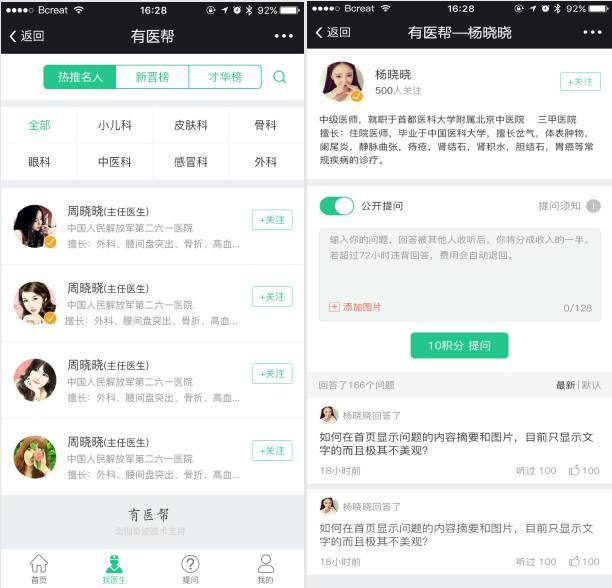 Bcreat 16:28 92%
返回 有医帮
热推名人 新晋榜 才华榜
全部 小儿科 皮肤科 骨科
眼科 中医科 感冒科 外科
周晓晓(主任医生)
中国人民解放军第二六一医院
擅长：外科、腰间盘突出、骨折、高血...
+关注
周晓晓(主任医生)
中国人民解放军第二六一医院
擅长：外科、腰间盘突出、骨折、高血...
+关注
周晓晓(主任医生)
中国人民解放军第二六一医院
擅长：外科、腰间盘突出、骨折、高血...
+关注
周晓晓(主任医生)
中国人民解放军第二六一医院
擅长：外科、腰间盘突出、骨折、高血...
+关注
有医帮
北创奇迹技术支持
首页 找医生 提问 我的
Bcreat 16:28 92%
返回 有医帮—杨晓晓
杨晓晓
500人关注
+关注
中级医师，就职于首都医科大学附属北京中医院 三甲医院
擅长：住院医师，毕业于中国医科大学，擅长岔气，体表肿物，
阑尾炎，静脉曲张，痔疮，肾结石，肾积水，胆结石，胃癌等常
规疾病的诊疗。
公开提问 提问须知 i
输入你的问题，回答被其他人收听后，你将分成收入的一半。
若超过72小时违背回答，费用会自动退回。
添加图片 0/128
10积分 提问
回答了166个问题 最新|默认
杨晓晓回答了
如何在首页显示问题的内容摘要和图片，目前只显示文
字的而且极其不美观?
18小时前 听过 100 100
杨晓晓回答了
如何在首页显示问题的内容摘要和图片，目前只显示文
字的而且极其不美观?
18小时前 听过 100 100